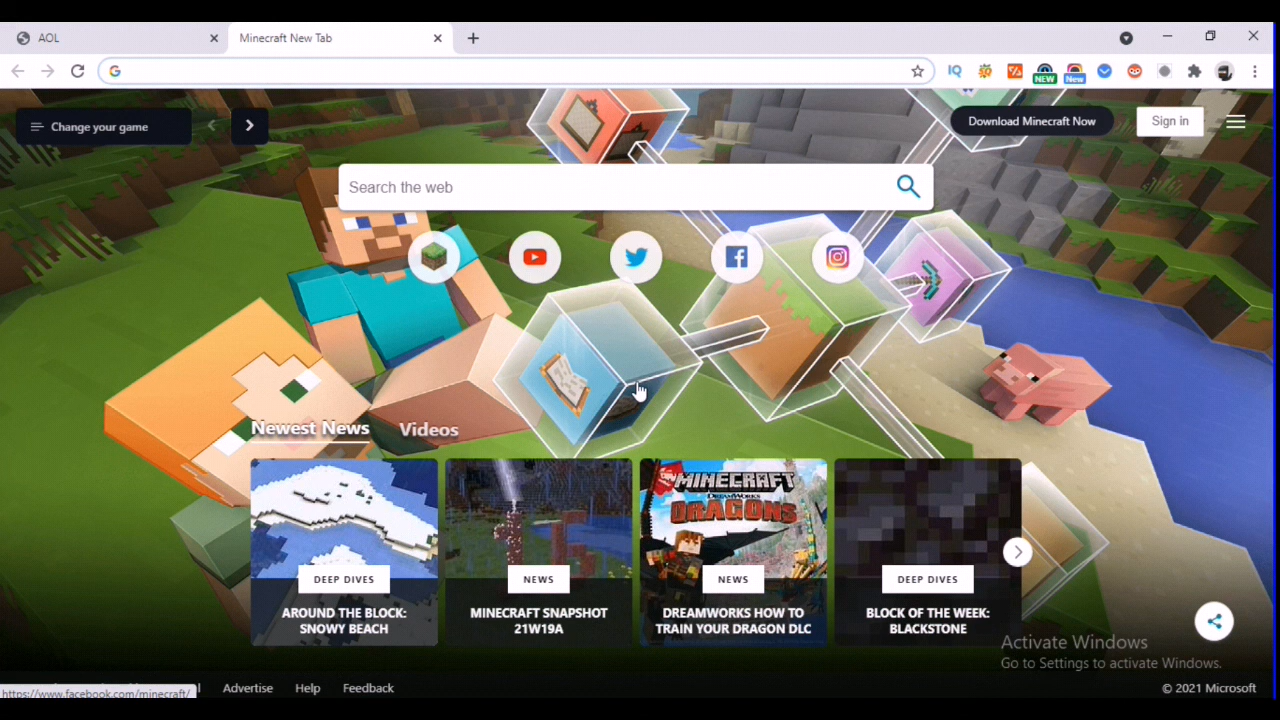 AOL
Minecraft New Tab
NEW
New
Change your game
Download Minecraft Now
Sign in
Search the web
Newest News
Videos
MINECRAFT
DREAMWORKS
DRAGONS
DEEP DIVES
AROUND THE BLOCK:
SNOWY BEACH
NEWS
MINECRAFT SNAPSHOT
21W19A
NEWS
DREAMWORKS HOW TO
TRAIN YOUR DRAGON DLC
DEEP DIVES
BLOCK OF THE WEEK:
BLACKSTONE
Activate Windows
Go to Settings to activate Windows.
https://www.facebook.com/minecraft/
Advertise
Help
Feedback
© 2021 Microsoft